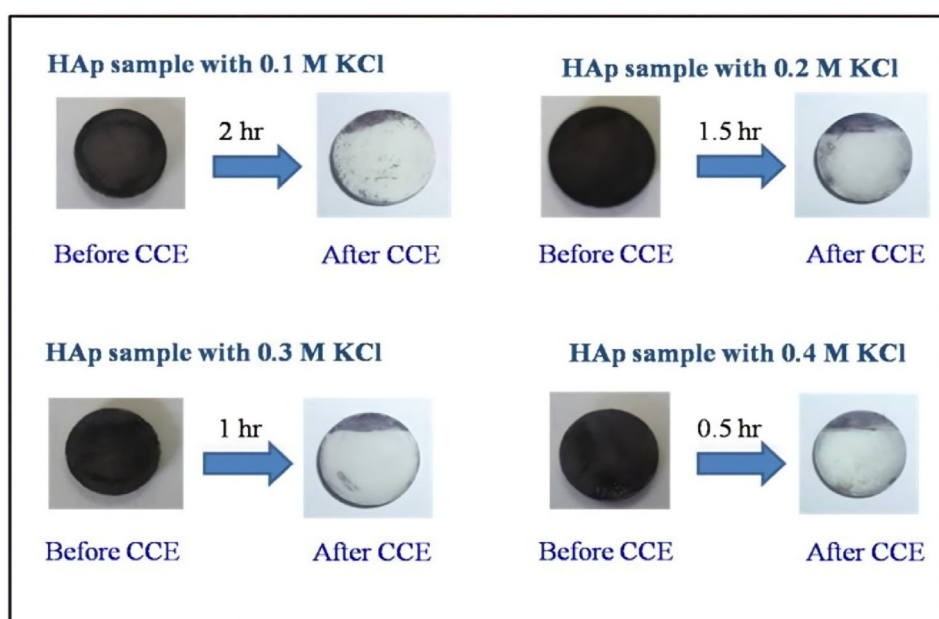 HAp sample with 0.1 M KCl
2 hr
Before CCE
After CCE
HAp sample with 0.2 M KCl
1.5 hr
Before CCE
After CCE
HAp sample with 0.3 M KCl
1 hr
Before CCE
After CCE
HAp sample with 0.4 M KCl
0.5 hr
Before CCE
After CCE